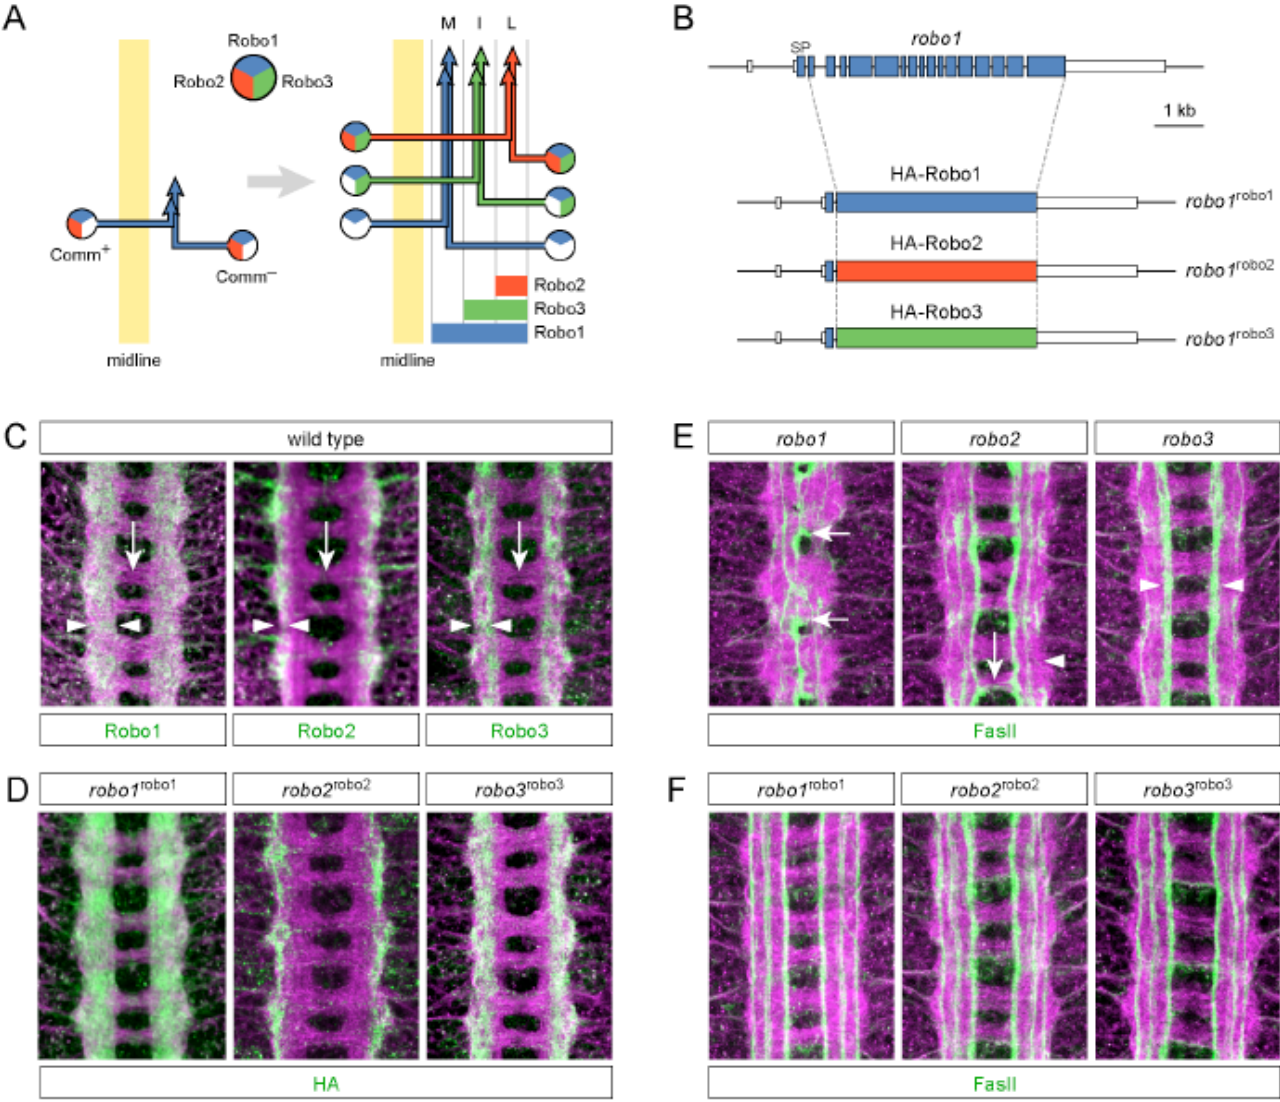 A
Robo1
Robo2
Robo3
Comm+
Comm–
midline
M I L
Robo2
Robo3
Robo1
midline
B
robo1
SP
1 kb
HA-Robo1
robo1robo1
HA-Robo2
robo1robo2
HA-Robo3
robo1robo3
C
wild type
Robo1
Robo2
Robo3
D
robo1robo1
robo2robo2
robo3robo3
HA
E
robo1
robo2
robo3
FasII
F
robo1robo1
robo2robo2
robo3robo3
FasII